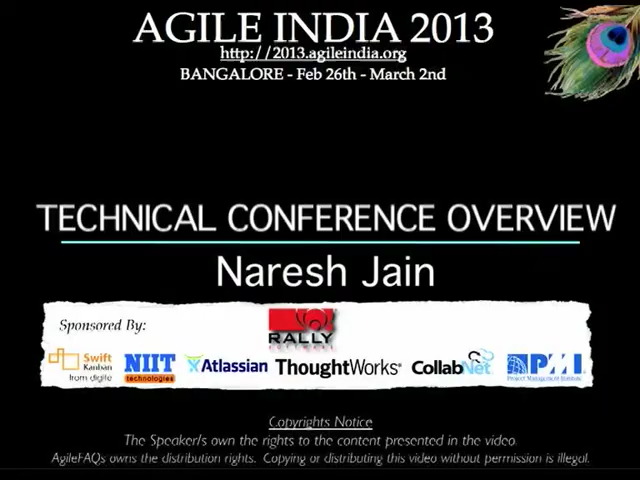 AGILE INDIA 2013
http://2013.agileindia.org
BANGALORE - Feb 26th - March 2nd
TECHNICAL CONFERENCE OVERVIEW
Naresh Jain
Sponsored By:
RALLY
SOFTWARE
Swift Kanban
from digite
NIIT
technologies
Atlassian
ThoughtWorks®
CollabNet
PMI
Project Management Institute
Copyrights Notice
The Speaker/s own the rights to the content presented in the video.
AgileFAQs owns the distribution rights. Copying or distributing this video without permission is illegal.